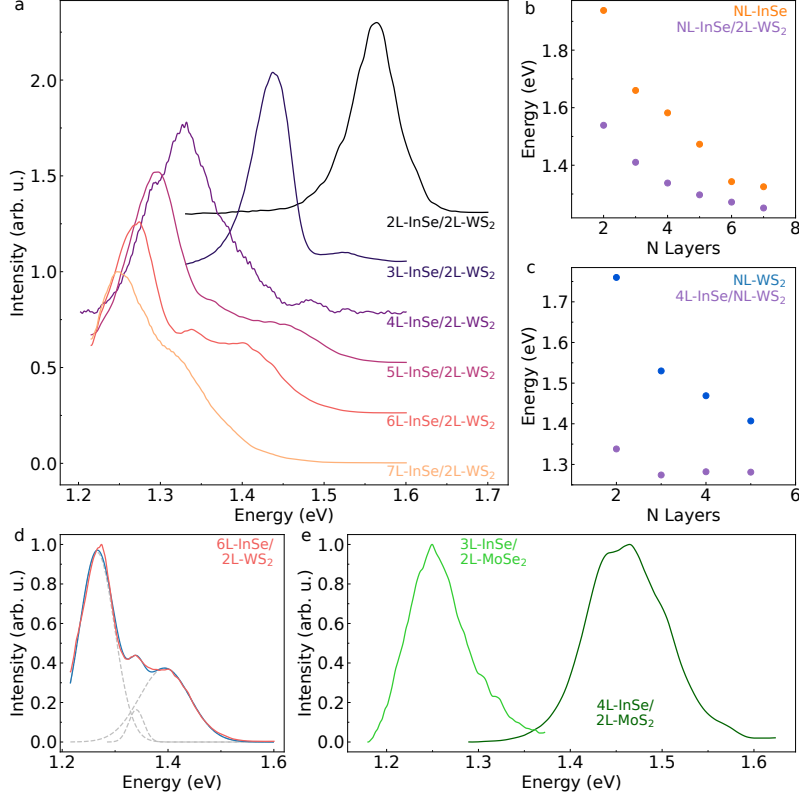 a
2.0
1.5
1.0
0.5
0.0
Intensity (arb. u.)
2L-InSe/2L-WS₂
3L-InSe/2L-WS₂
4L-InSe/2L-WS₂
5L-InSe/2L-WS₂
6L-InSe/2L-WS₂
7L-InSe/2L-WS₂
1.2 1.3 1.4 1.5 1.6 1.7
Energy (eV)
b
NL-InSe
NL-InSe/2L-WS₂
1.8
1.6
1.4
Energy (eV)
2 4 6 8
N Layers
c
NL-WS₂
4L-InSe/NL-WS₂
1.7
1.6
1.5
1.4
1.3
Energy (eV)
2 4 6
N Layers
d
6L-InSe/
2L-WS₂
1.0
0.8
0.6
0.4
0.2
0.0
Intensity (arb. u.)
1.2 1.3 1.4 1.6
Energy (eV)
e
3L-InSe/
2L-MoSe₂
4L-InSe/
2L-MoS₂
1.0
0.8
0.6
0.4
0.2
0.0
Intensity (arb. u.)
1.2 1.3 1.4 1.5 1.6
Energy (eV)